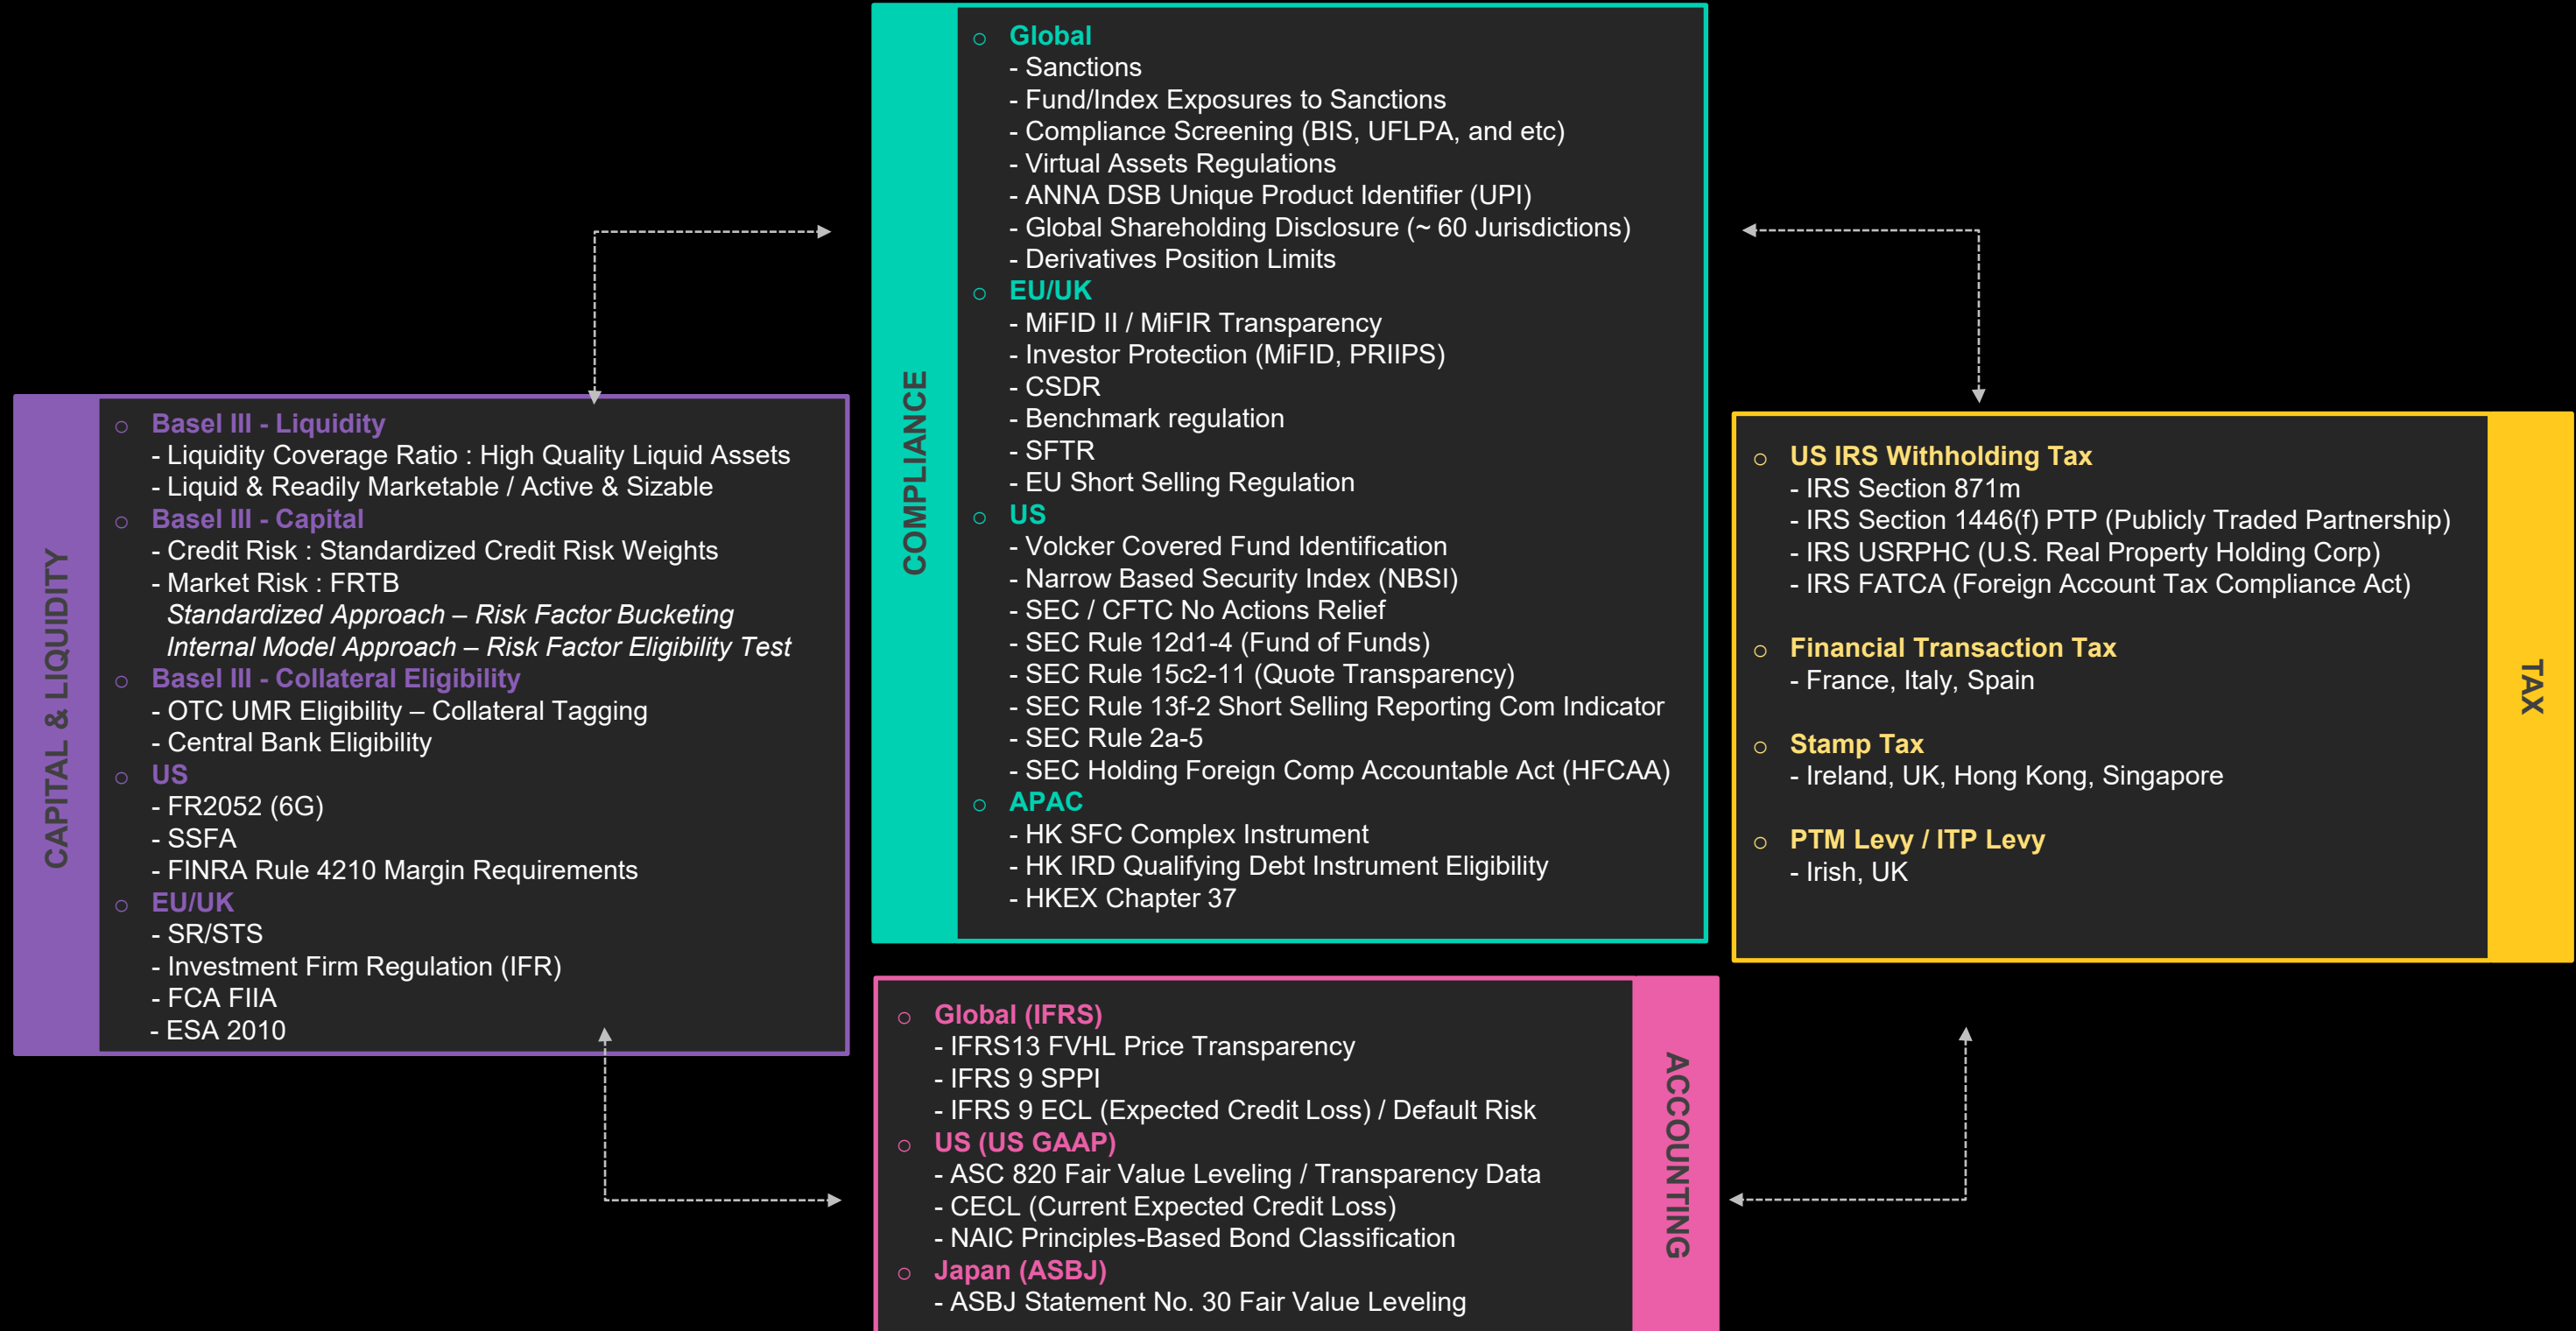 CAPITAL & LIQUIDITY
○ Basel III - Liquidity
- Liquidity Coverage Ratio : High Quality Liquid Assets
- Liquid & Readily Marketable / Active & Sizable
○ Basel III - Capital
- Credit Risk : Standardized Credit Risk Weights
- Market Risk : FRTB
Standardized Approach – Risk Factor Bucketing
Internal Model Approach – Risk Factor Eligibility Test
○ Basel III - Collateral Eligibility
- OTC UMR Eligibility – Collateral Tagging
- Central Bank Eligibility
○ US
- FR2052 (6G)
- SSFA
- FINRA Rule 4210 Margin Requirements
○ EU/UK
- SR/STS
- Investment Firm Regulation (IFR)
- FCA FIIA
- ESA 2010
COMPLIANCE
○ Global
- Sanctions
- Fund/Index Exposures to Sanctions
- Compliance Screening (BIS, UFLPA, and etc)
- Virtual Assets Regulations
- ANNA DSB Unique Product Identifier (UPI)
- Global Shareholding Disclosure (~ 60 Jurisdictions)
- Derivatives Position Limits
○ EU/UK
- MiFID II / MiFIR Transparency
- Investor Protection (MiFID, PRIIPS)
- CSDR
- Benchmark regulation
- SFTR
- EU Short Selling Regulation
○ US
- Volcker Covered Fund Identification
- Narrow Based Security Index (NBSI)
- SEC / CFTC No Actions Relief
- SEC Rule 12d1-4 (Fund of Funds)
- SEC Rule 15c2-11 (Quote Transparency)
- SEC Rule 13f-2 Short Selling Reporting Com Indicator
- SEC Rule 2a-5
- SEC Holding Foreign Comp Accountable Act (HFCAA)
○ APAC
- HK SFC Complex Instrument
- HK IRD Qualifying Debt Instrument Eligibility
- HKEX Chapter 37
○ US IRS Withholding Tax
- IRS Section 871m
- IRS Section 1446(f) PTP (Publicly Traded Partnership)
- IRS USRPHC (U.S. Real Property Holding Corp)
- IRS FATCA (Foreign Account Tax Compliance Act)
○ Financial Transaction Tax
- France, Italy, Spain
○ Stamp Tax
- Ireland, UK, Hong Kong, Singapore
○ PTM Levy / ITP Levy
- Irish, UK
TAX
○ Global (IFRS)
- IFRS13 FVHL Price Transparency
- IFRS 9 SPPI
- IFRS 9 ECL (Expected Credit Loss) / Default Risk
○ US (US GAAP)
- ASC 820 Fair Value Leveling / Transparency Data
- CECL (Current Expected Credit Loss)
- NAIC Principles-Based Bond Classification
○ Japan (ASBJ)
- ASBJ Statement No. 30 Fair Value Leveling
ACCOUNTING